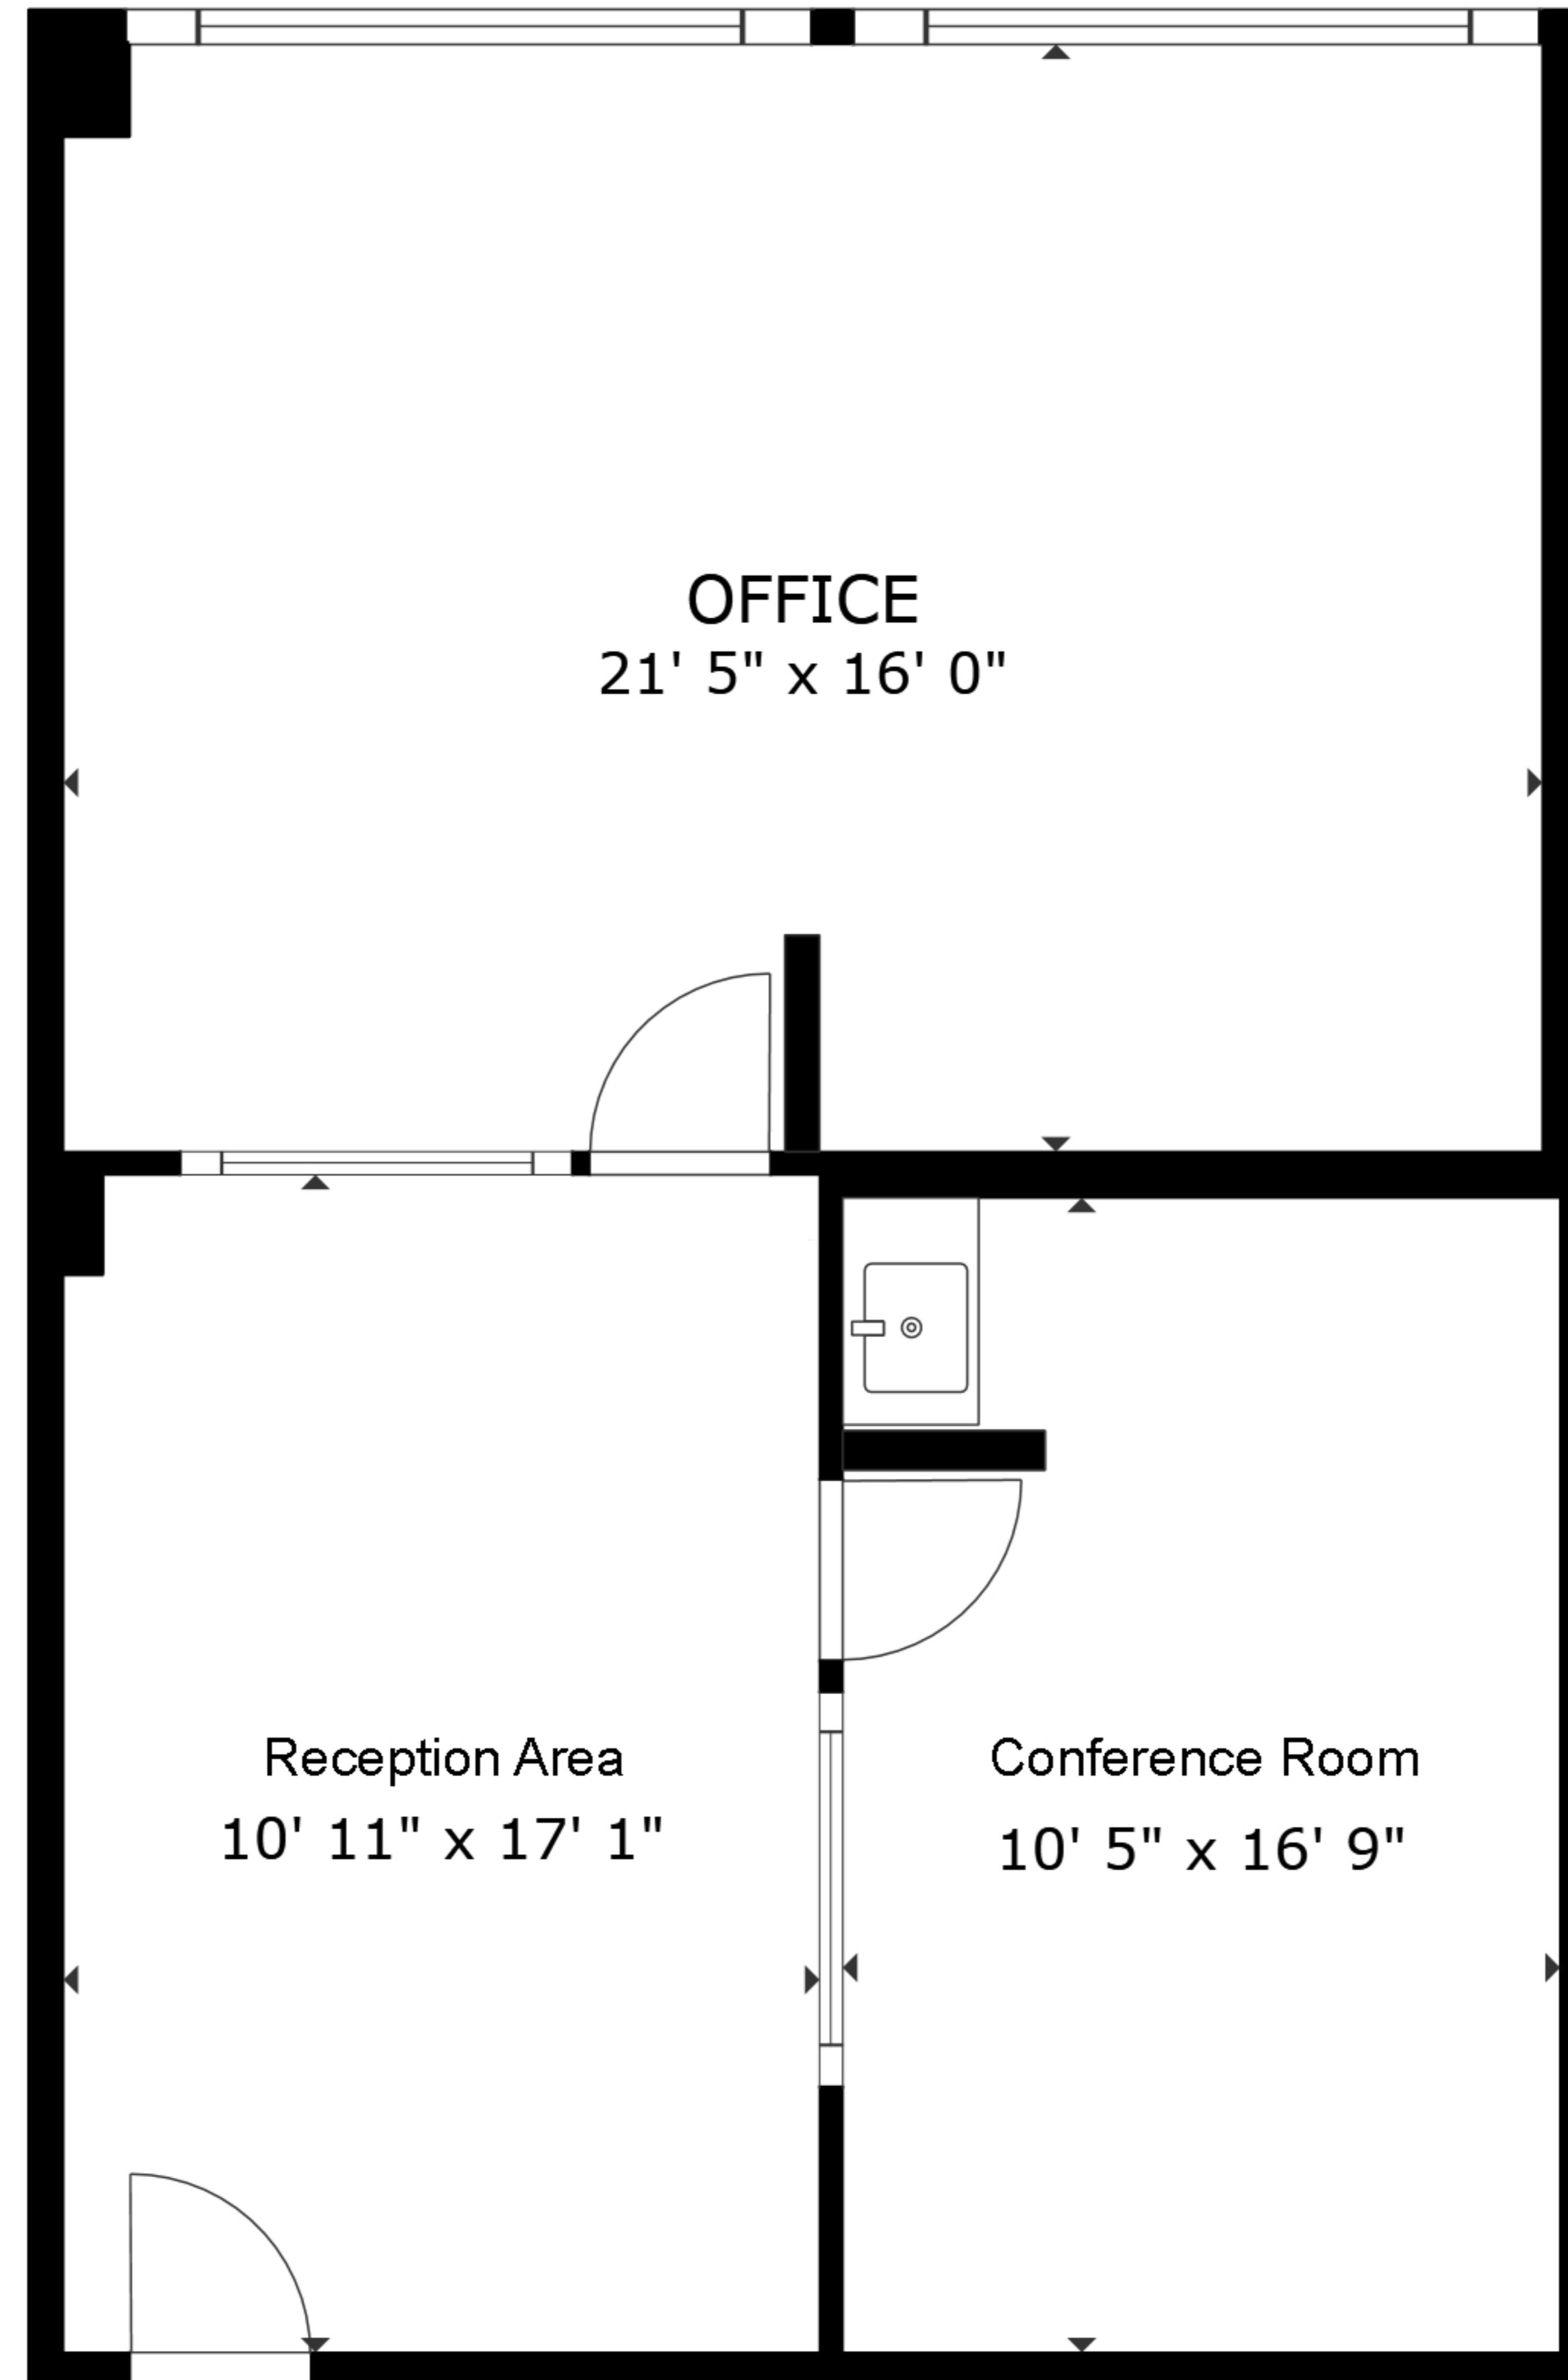 OFFICE
21' 5" x 16' 0"
Reception Area
10' 11" x 17' 1"
Conference Room
10' 5" x 16' 9"